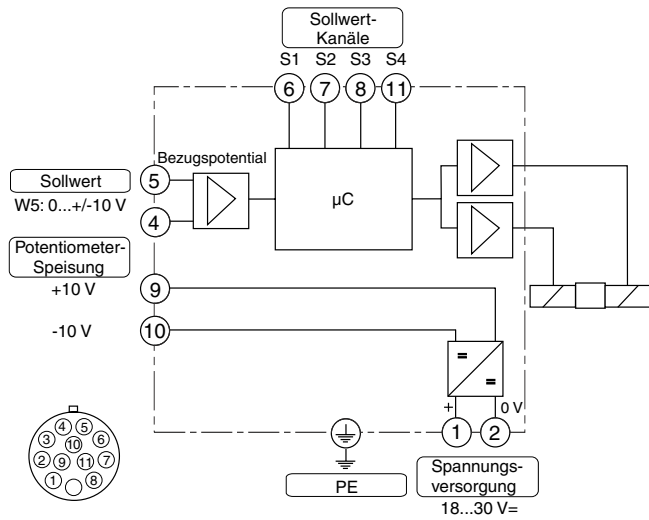 Sollwert-
Kanäle
S1 S2 S3 S4
6 7 8 11
Bezugspotential
5
Sollwert
W5: 0...+/-10 V
4
µC
Potentiometer-
Speisung
+10 V
9
-10 V
10
=
=
+ 0 V
1 2
4 5
3 10 6
2 9 11 7
1 8
PE
Spannungs-
versorgung
18...30 V=